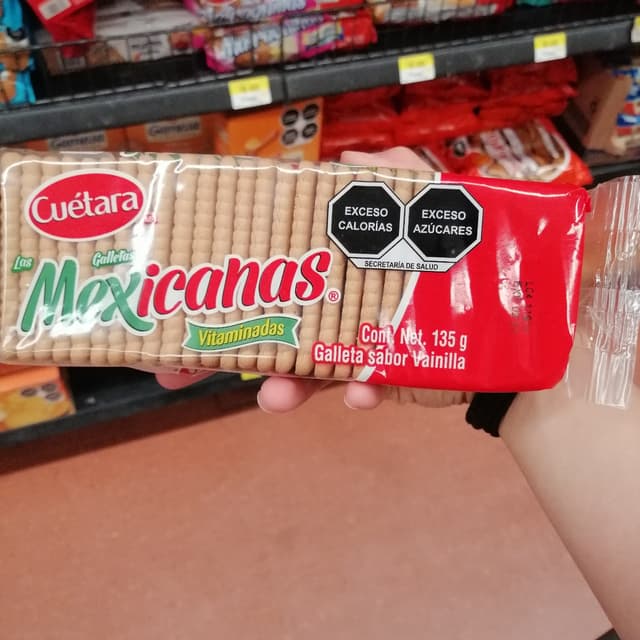 Cuétara
Las Galletas
Mexicanas®
Vitaminadas
EXCESO
CALORÍAS
EXCESO
AZÚCARES
SECRETARÍA DE SALUD
Cont. Net. 135 g
Galleta sabor Vainilla